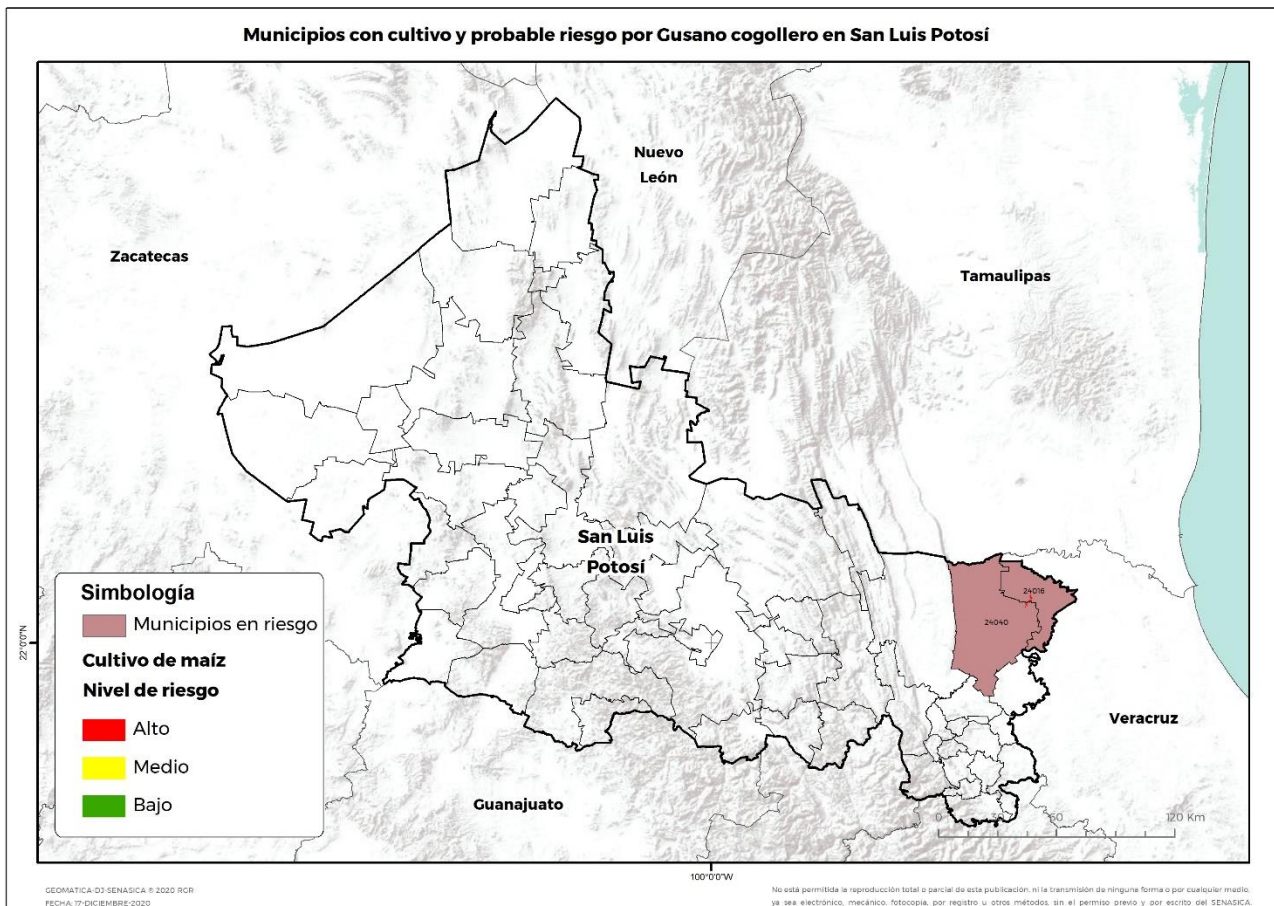 Municipios con cultivo y probable riesgo por Gusano cogollero en San Luis Potosí
Nuevo
León
Zacatecas
Tamaulipas
San Luis
Potosí
24016
24040
22°0'0"N
Simbología
Municipios en riesgo
Cultivo de maíz
Nivel de riesgo
Alto
Medio
Bajo
Veracruz
Guanajuato
0 30 60 120 Km
100°0'0"W
GEOMATICA-DJ-SENASICA © 2020 RGR
FECHA: 17-DICIEMBRE-2020
No está permitida la reproducción total o parcial de esta publicación, ni la transmisión de ninguna forma o por cualquier medio,
ya sea electrónico, mecánico, fotocopia, por registro u otros métodos, sin el permiso previo y por escrito del SENASICA.